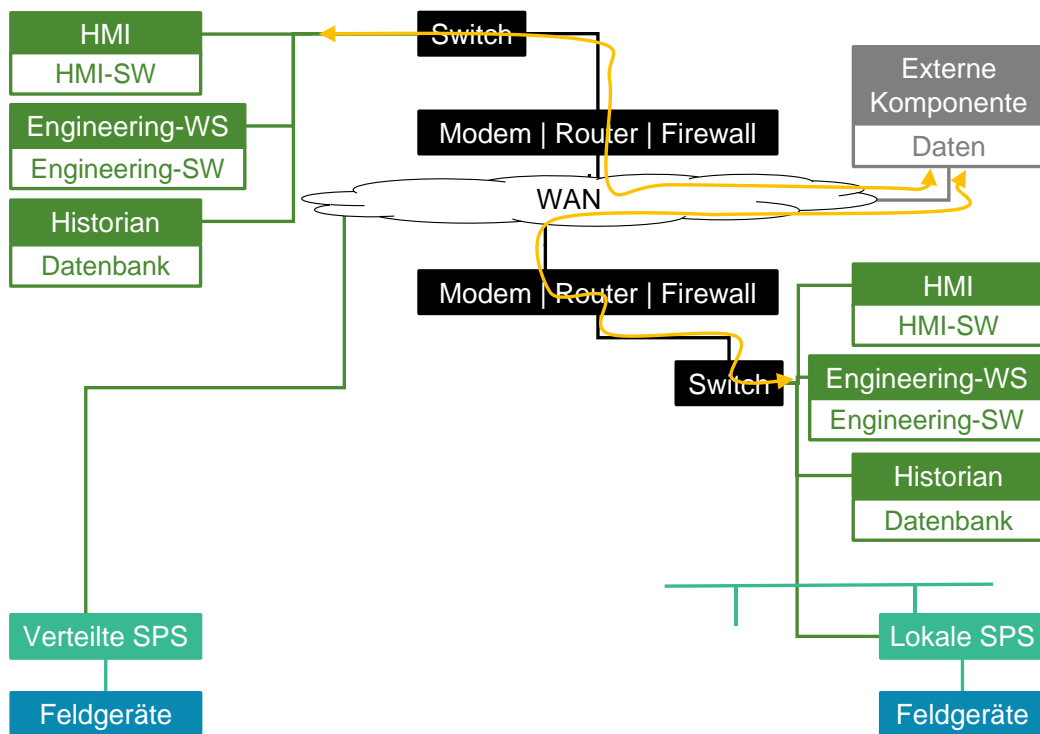 HMI
HMI-SW
Engineering-WS
Engineering-SW
Historian
Datenbank
Switch
Modem | Router | Firewall
Externe
Komponente
Daten
WAN
Modem | Router | Firewall
Switch
HMI
HMI-SW
Engineering-WS
Engineering-SW
Historian
Datenbank
Verteilte SPS
Feldgeräte
Lokale SPS
Feldgeräte